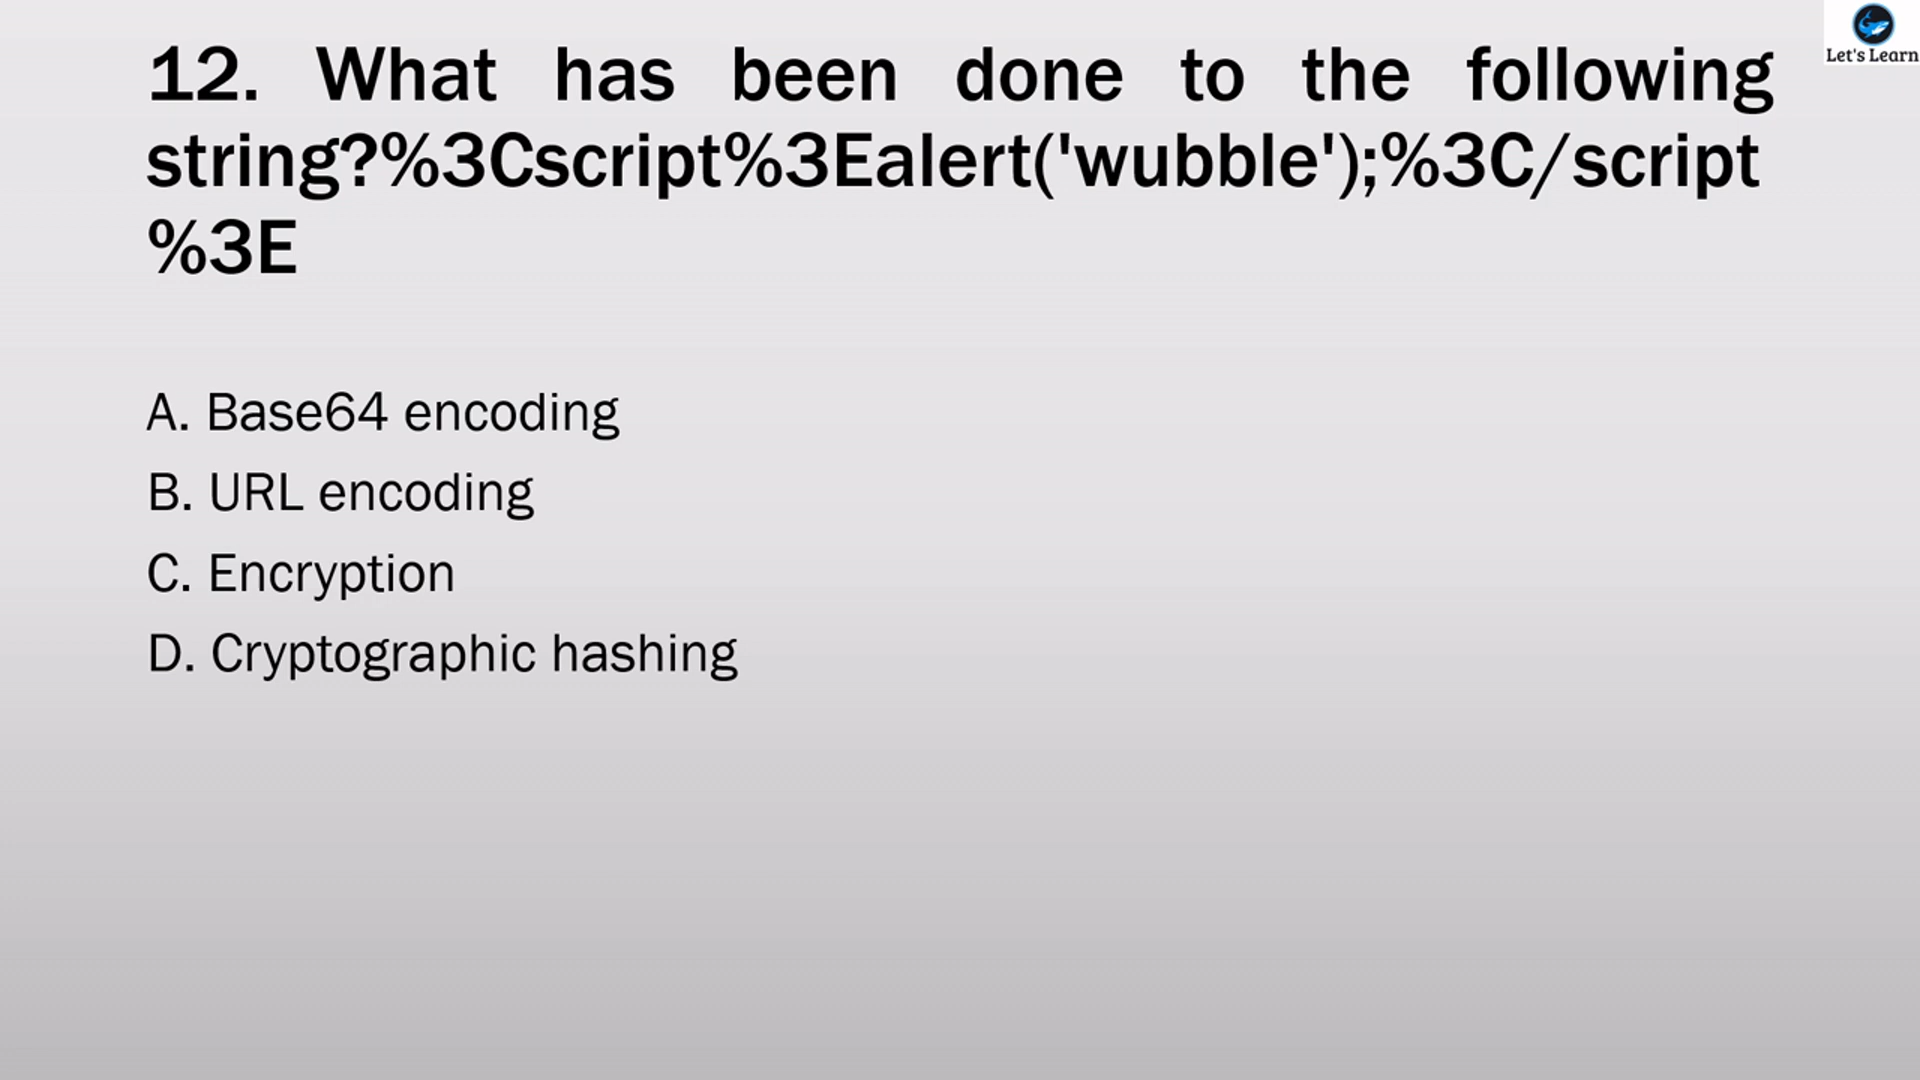 Let's Learn
12. What has been done to the following
string?%3Cscript%3Ealert('wubble');%3C/script
%3E
A. Base64 encoding
B. URL encoding
C. Encryption
D. Cryptographic hashing